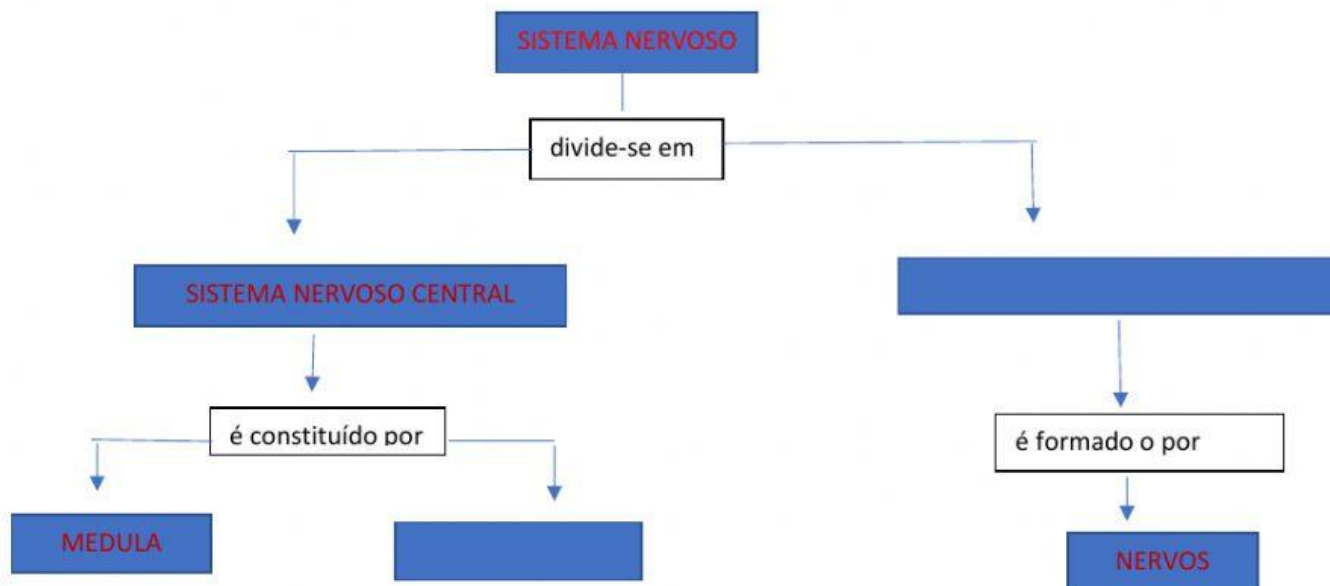 SISTEMA NERVOSO
divide-se em
SISTEMA NERVOSO CENTRAL
é constituído por
é formado o por
MEDULA
NERVOS